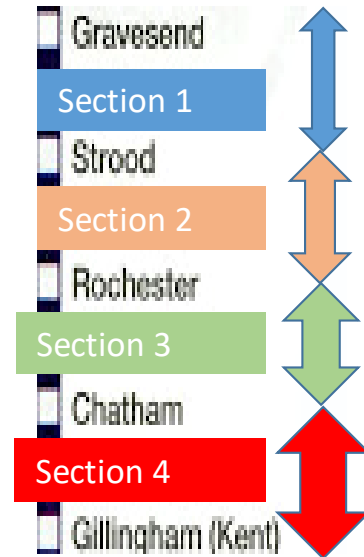 Gravesend
Section 1
Strood
Section 2
Rochester
Section 3
Chatham
Section 4
Gillingham (Kent)